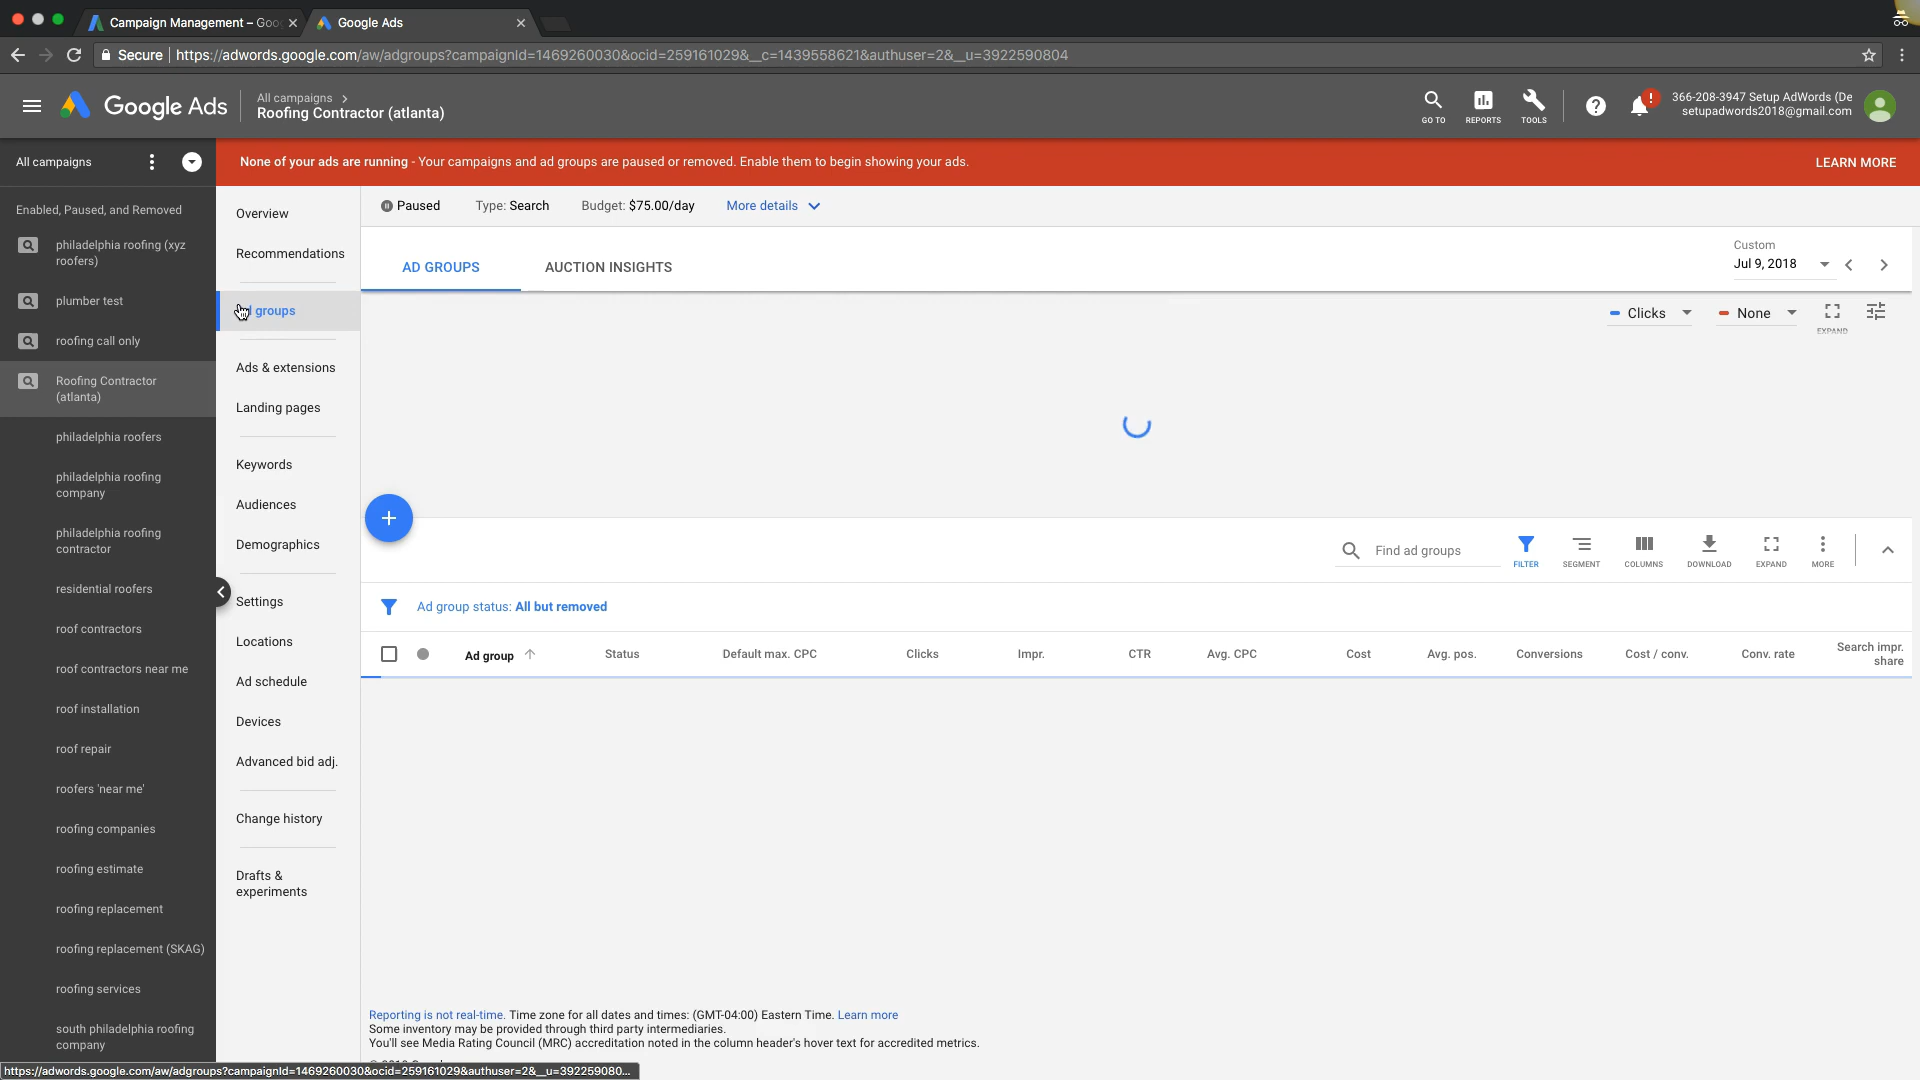 Campaign Management – Goo
Google Ads
Secure
https://adwords.google.com/aw/adgroups?campaignId=1469260030&ocid=259161029&__c=1439558621&authuser=2&__u=3922590804
Google Ads
All campaigns
Roofing Contractor (atlanta)
GO TO
REPORTS
TOOLS
366-208-3947 Setup AdWords (De
setupadwords2018@gmail.com
None of your ads are running - Your campaigns and ad groups are paused or removed. Enable them to begin showing your ads.
LEARN MORE
All campaigns
Enabled, Paused, and Removed
philadelphia roofing (xyz
roofers)
plumber test
roofing call only
Roofing Contractor
(atlanta)
philadelphia roofers
philadelphia roofing
company
philadelphia roofing
contractor
residential roofers
roof contractors
roof contractors near me
roof installation
roof repair
roofers 'near me'
roofing companies
roofing estimate
roofing replacement
roofing replacement (SKAG)
roofing services
south philadelphia roofing
company
Overview
Recommendations
groups
Ads & extensions
Landing pages
Keywords
Audiences
Demographics
Settings
Locations
Ad schedule
Devices
Advanced bid adj.
Change history
Drafts &
experiments
Paused
Type: Search
Budget: $75.00/day
More details
AD GROUPS
AUCTION INSIGHTS
Custom
Jul 9, 2018
Clicks
None
EXPAND
Find ad groups
FILTER
SEGMENT
COLUMNS
DOWNLOAD
EXPAND
MORE
Ad group status: All but removed
Ad group
Status
Default max. CPC
Clicks
Impr.
CTR
Avg. CPC
Cost
Avg. pos.
Conversions
Cost / conv.
Conv. rate
Search impr.
share
Reporting is not real-time. Time zone for all dates and times: (GMT-04:00) Eastern Time. Learn more
Some inventory may be provided through third party intermediaries.
You'll see Media Rating Council (MRC) accreditation noted in the column header's hover text for accredited metrics.
https://adwords.google.com/aw/adgroups?campaignId=1469260030&ocid=259161029&authuser=2&__u=392259080...